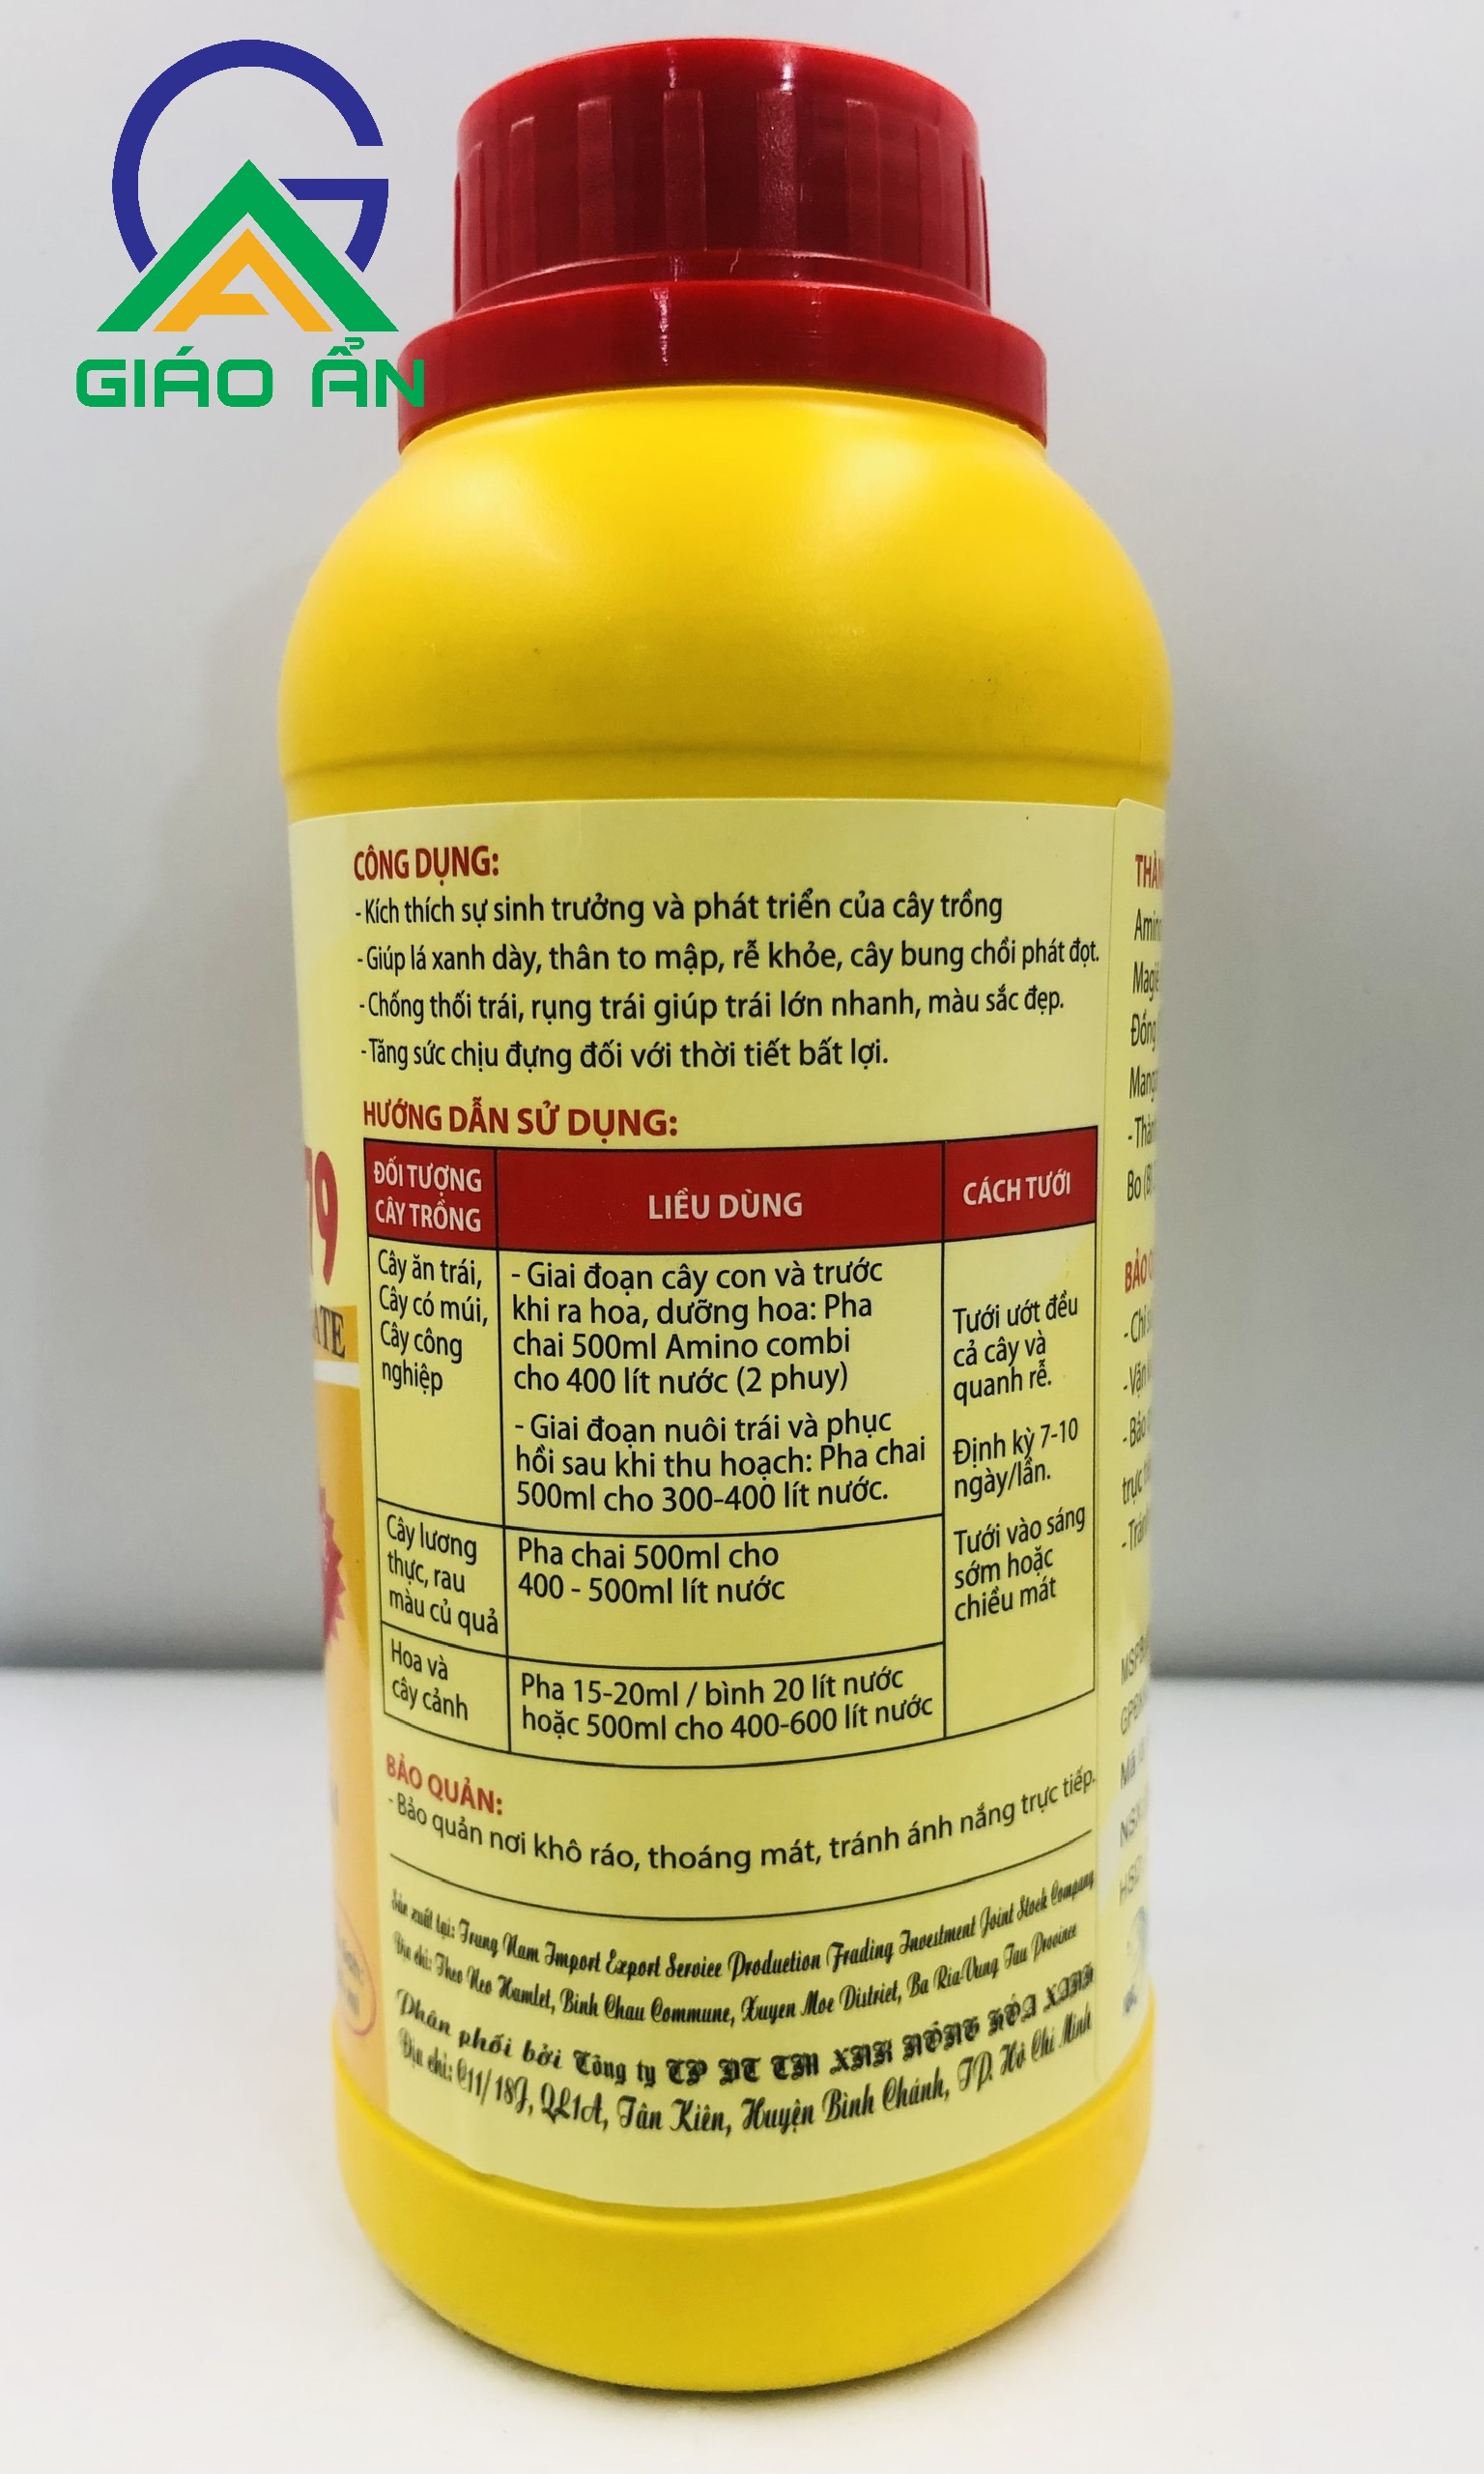 GIÁO ẨN
CÔNG DỤNG:
- Kích thích sự sinh trưởng và phát triển của cây trồng
- Giúp lá xanh dày, thân to mập, rễ khỏe, cây bung chồi phát đọt.
- Chống thối trái, rụng trái giúp trái lớn nhanh, màu sắc đẹp.
- Tăng sức chịu đựng đối với thời tiết bất lợi.
HƯỚNG DẪN SỬ DỤNG:
ĐỐI TƯỢNG
CÂY TRỒNG
LIỀU DÙNG
CÁCH TƯỚI
Cây ăn trái,
Cây có múi,
Cây công
nghiệp
- Giai đoạn cây con và trước
khi ra hoa, dưỡng hoa: Pha
chai 500ml Amino combi
cho 400 lít nước (2 phuy)
- Giai đoạn nuôi trái và phục
hồi sau khi thu hoạch: Pha chai
500ml cho 300-400 lít nước.
Tưới ướt đều
cả cây và
quanh rễ.
Định kỳ 7-10
ngày/lần.
Tưới vào sáng
sớm hoặc
chiều mát
Cây lương
thực, rau
màu củ quả
Pha chai 500ml cho
400 - 500ml lít nước
Hoa và
cây cảnh
Pha 15-20ml / bình 20 lít nước
hoặc 500ml cho 400-600 lít nước
BẢO QUẢN:
- Bảo quản nơi khô ráo, thoáng mát, tránh ánh nắng trực tiếp.
Sản xuất tại: Trung Nam Import Export Service Production Trading Investment Joint Stock Company
Địa chỉ: Theo Neo Hamlet, Binh Chau Commune, Xuyen Moc District, Ba Ria-Vung Tau Province
Phân phối bởi Công ty CP ĐT TM XNK NÔNG HÓA XANH
Địa chỉ: C11/18J, QL1A, Tân Kiên, Huyện Bình Chánh, TP. Hồ Chí Minh
79